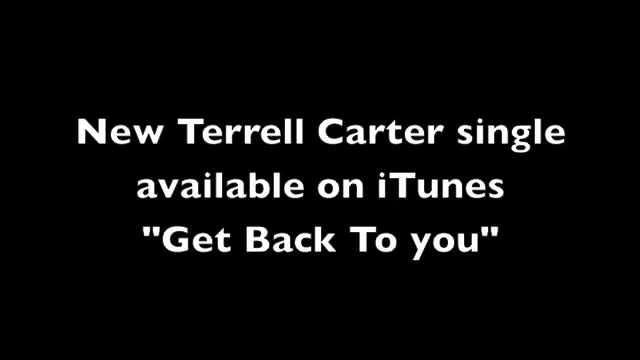 New Terrell Carter single
available on iTunes
"Get Back To you"